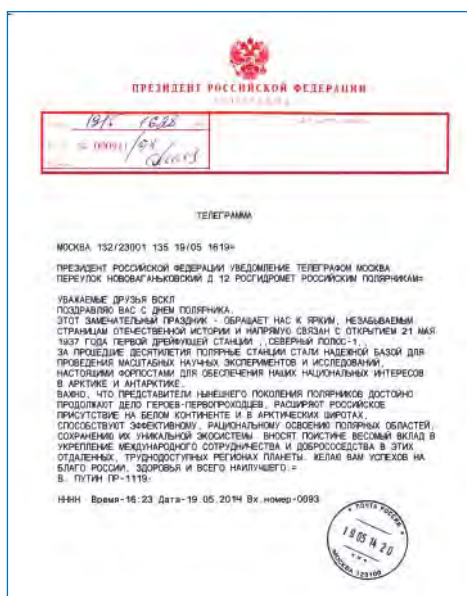 ПРЕЗИДЕНТ РОССИЙСКОЙ ФЕДЕРАЦИИ
19/5 1628
ТЕЛЕГРАММА
МОСКВА 132/23001 135 19/05 1619=
ПРЕЗИДЕНТ РОССИЙСКОЙ ФЕДЕРАЦИИ УВЕДОМЛЕНИЕ ТЕЛЕГРАФОМ МОСКВА
ПЕРЕУЛОК НОВОВАГАНЬКОВСКИЙ Д 12 РОСГИДРОМЕТ РОССИЙСКИМ ПОЛЯРНИКАМ=
УВАЖАЕМЫЕ ДРУЗЬЯ ВСКЛ
ПОЗДРАВЛЯЮ ВАС С ДНЕМ ПОЛЯРНИКА.
ЭТОТ ЗАМЕЧАТЕЛЬНЫЙ ПРАЗДНИК - ОБРАЩАЕТ НАС К ЯРКИМ, НЕЗАБЫВАЕМЫМ
СТРАНИЦАМ ОТЕЧЕСТВЕННОЙ ИСТОРИИ И НАПРЯМУЮ СВЯЗАН С ОТКРЫТИЕМ 21 МАЯ
1937 ГОДА ПЕРВОЙ ДРЕЙФУЮЩЕЙ СТАНЦИИ ,,СЕВЕРНЫЙ ПОЛЮС-1,,
ЗА ПРОШЕДШИЕ ДЕСЯТИЛЕТИЯ ПОЛЯРНЫЕ СТАНЦИИ СТАЛИ НАДЕЖНОЙ БАЗОЙ ДЛЯ
ПРОВЕДЕНИЯ МАСШТАБНЫХ НАУЧНЫХ ЭКСПЕРИМЕНТОВ И ИССЛЕДОВАНИЙ,
НАСТОЯЩИМИ ФОРПОСТАМИ ДЛЯ ОБЕСПЕЧЕНИЯ НАШИХ НАЦИОНАЛЬНЫХ ИНТЕРЕСОВ
В АРКТИКЕ И АНТАРКТИКЕ.
ВАЖНО, ЧТО ПРЕДСТАВИТЕЛИ НЫНЕШНЕГО ПОКОЛЕНИЯ ПОЛЯРНИКОВ ДОСТОЙНО
ПРОДОЛЖАЮТ ДЕЛО ГЕРОЕВ-ПЕРВОПРОХОДЦЕВ, РАСШИРЯЮТ РОССИЙСКОЕ
ПРИСУТСТВИЕ НА БЕЛОМ КОНТИНЕНТЕ И В АРКТИЧЕСКИХ ШИРОТАХ,
СПОСОБСТВУЮТ ЭФФЕКТИВНОМУ, РАЦИОНАЛЬНОМУ ОСВОЕНИЮ ПОЛЯРНЫХ ОБЛАСТЕЙ,
СОХРАНЕНИЮ ИХ УНИКАЛЬНОЙ ЭКОСИСТЕМЫ. ВНОСЯТ ПОИСТИНЕ ВЕСОМЫЙ ВКЛАД В
УКРЕПЛЕНИЕ МЕЖДУНАРОДНОГО СОТРУДНИЧЕСТВА И ДОБРОСОСЕДСТВА В ЭТИХ
ОТДАЛЕННЫХ, ТРУДНОДОСТУПНЫХ РЕГИОНАХ ПЛАНЕТЫ. ЖЕЛАЮ ВАМ УСПЕХОВ НА
БЛАГО РОССИИ, ЗДОРОВЬЯ И ВСЕГО НАИЛУЧШЕГО.=
В. ПУТИН ПР-1119-
НННН Время-16:23 Дата-19.05.2014 Вх.номер-0093
ПОЧТА РОССИИ
19 05 14 20
МОСКВА 123100